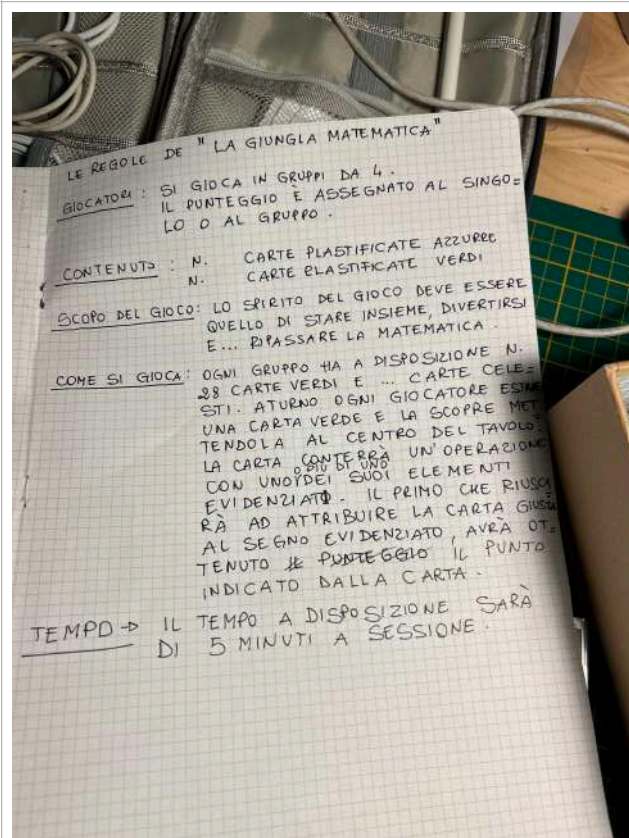 LE REGOLE DE "LA GIUNGLA MATEMATICA"
GIOCATORI : SI GIOCA IN GRUPPI DA 4.
IL PUNTEGGIO È ASSEGNATO AL SINGO=
LO O AL GRUPPO.
CONTENUTO : N. CARTE PLASTIFICATE AZZURRE
N. CARTE PLASTIFICATE VERDI
SCOPO DEL GIOCO: LO SPIRITO DEL GIOCO DEVE ESSERE
QUELLO DI STARE INSIEME, DIVERTIRSI
E... RIPASSARE LA MATEMATICA.
COME SI GIOCA: OGNI GRUPPO HA A DISPOSIZIONE N.
28 CARTE VERDI E ... CARTE CELE=
STI. A TURNO OGNI GIOCATORE ESTRAE
UNA CARTA VERDE E LA SCOPRE MET
TENDOLA AL CENTRO DEL TAVOLO.
LA CARTA CONTERRÀ UN'OPERAZIONE
CON UNO O PIÙ DI UNO DEI SUOI ELEMENTI
EVIDENZIATI. IL PRIMO CHE RIUSCI
RÀ AD ATTRIBUIRE LA CARTA GIUSTA
AL SEGNO EVIDENZIATO, AVRÀ OT=
TENUTO IL PUNTEGGIO IL PUNTO
INDICATO DALLA CARTA.
TEMPO → IL TEMPO A DISPOSIZIONE SARÀ
DI 5 MINUTI A SESSIONE.